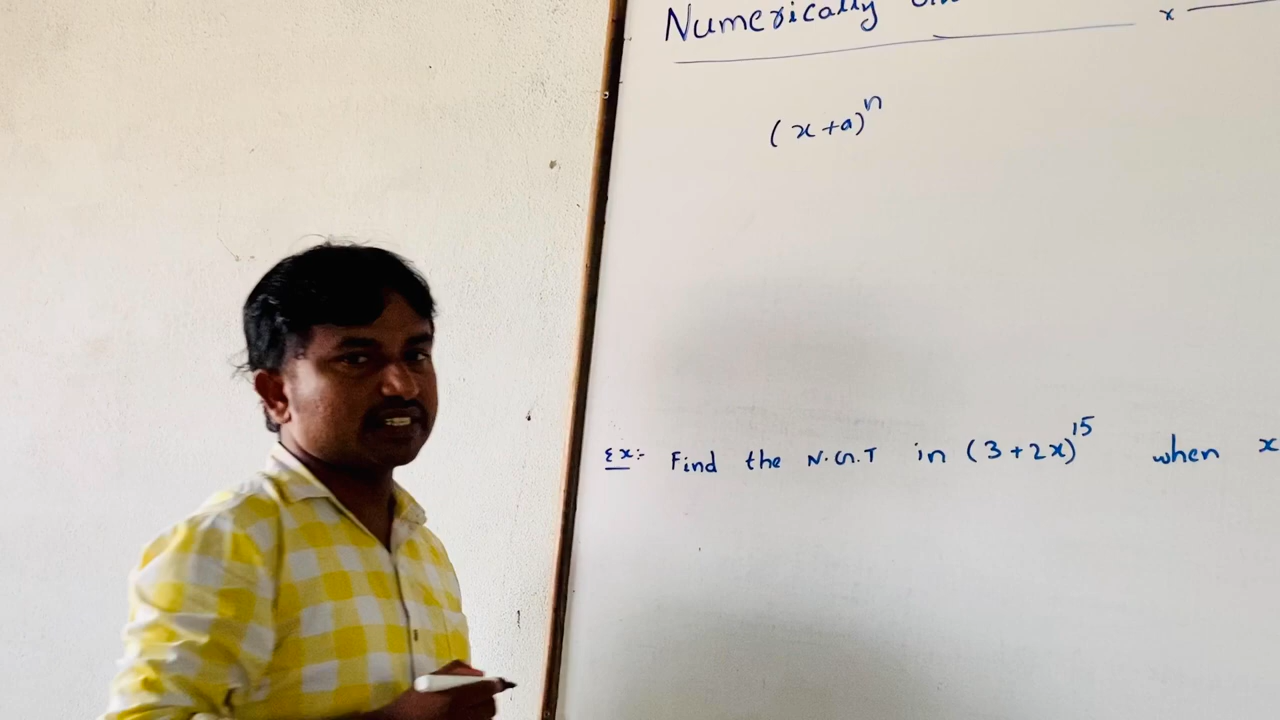 Numerically
x
(x+a)^n
Ex:- Find the N.G.T in (3+2x)^15 when x